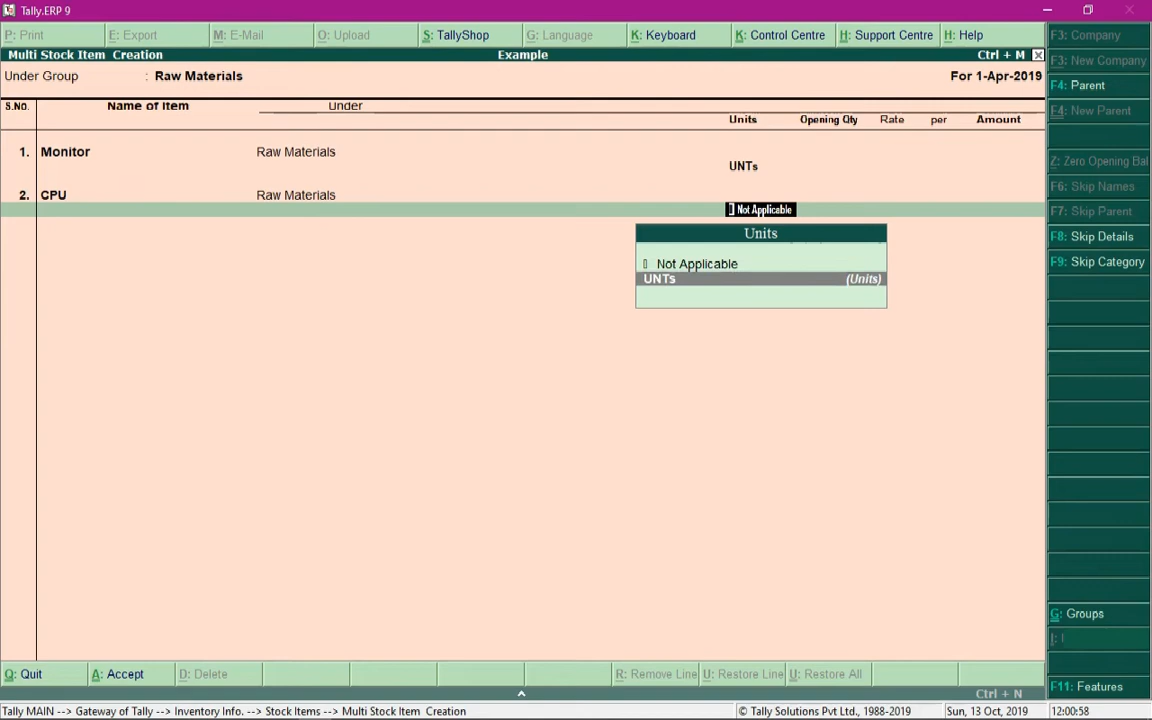 Tally.ERP 9
P: Print E: Export M: E-Mail O: Upload S: TallyShop G: Language K: Keyboard K: Control Centre H: Support Centre H: Help
Multi Stock Item Creation Example Ctrl + M
Under Group : Raw Materials For 1-Apr-2019
S.No. Name of Item Under
Units Opening Qty Rate per Amount
1. Monitor Raw Materials
UNTs
2. CPU Raw Materials
Not Applicable
Units
Not Applicable
UNTs (Units)
F3: Company
F3: New Company
F4: Parent
F4: New Parent
Z: Zero Opening Bal
F6: Skip Names
F7: Skip Parent
F8: Skip Details
F9: Skip Category
G: Groups
F11: Features
Q: Quit A: Accept D: Delete R: Remove Line U: Restore Line U: Restore All
Ctrl + N
Tally MAIN --> Gateway of Tally --> Inventory Info. --> Stock Items --> Multi Stock Item Creation © Tally Solutions Pvt Ltd., 1988-2019 Sun, 13 Oct, 2019 12:00:58